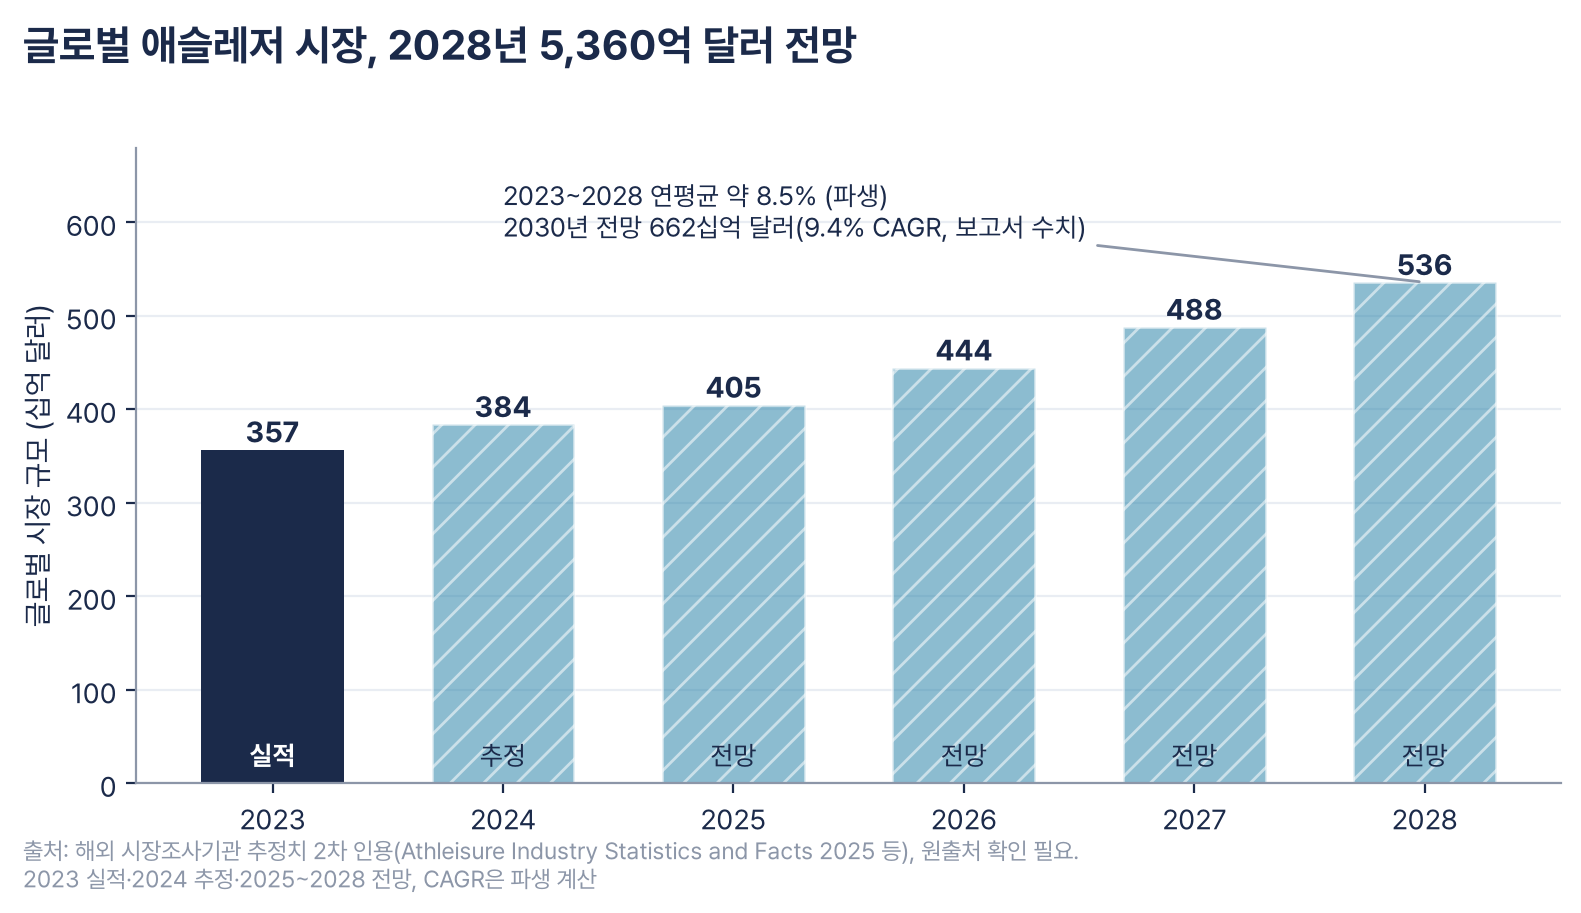 글로벌 애슬레저 시장, 2028년 5,360억 달러 전망
2023~2028 연평균 약 8.5% (파생)
2030년 전망 662십억 달러(9.4% CAGR, 보고서 수치)
글로벌 시장 규모 (십억 달러)
600
500
400
300
200
100
0
357
384
405
444
488
536
실적
추정
전망
전망
전망
전망
2023
2024
2025
2026
2027
2028
출처: 해외 시장조사기관 추정치 2차 인용(Athleisure Industry Statistics and Facts 2025 등), 원출처 확인 필요.
2023 실적·2024 추정·2025~2028 전망, CAGR은 파생 계산